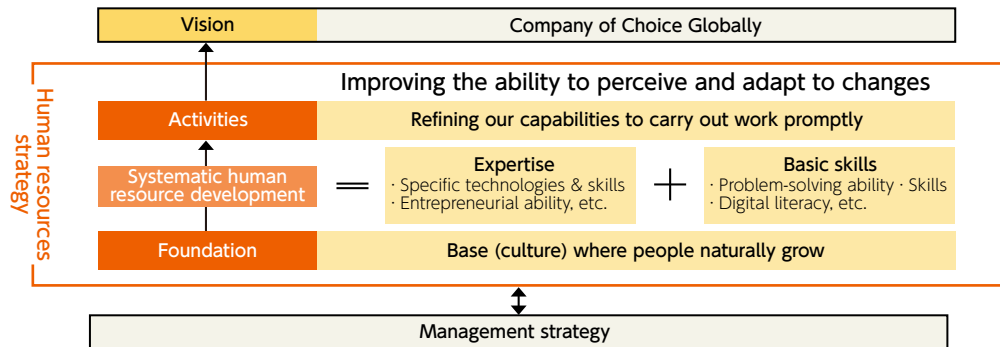 Vision
Company of Choice Globally
Human resources
strategy
Improving the ability to perceive and adapt to changes
Activities
Refining our capabilities to carry out work promptly
Systematic human
resource development
=
Expertise
· Specific technologies & skills
· Entrepreneurial ability, etc.
+
Basic skills
· Problem-solving ability · Skills
· Digital literacy, etc.
Foundation
Base (culture) where people naturally grow
Management strategy